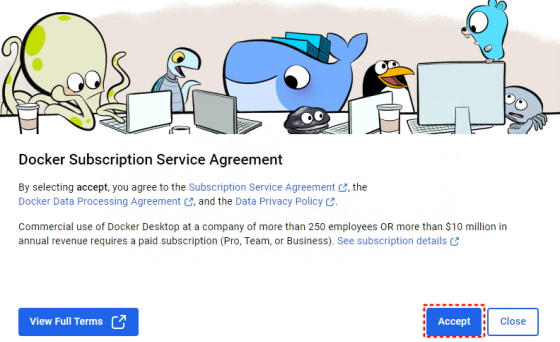 Docker Subscription Service Agreement
By selecting accept, you agree to the Subscription Service Agreement, the
Docker Data Processing Agreement, and the Data Privacy Policy.
Commercial use of Docker Desktop at a company of more than 250 employees OR more than $10 million in
annual revenue requires a paid subscription (Pro, Team, or Business). See subscription details
View Full Terms
Accept
Close